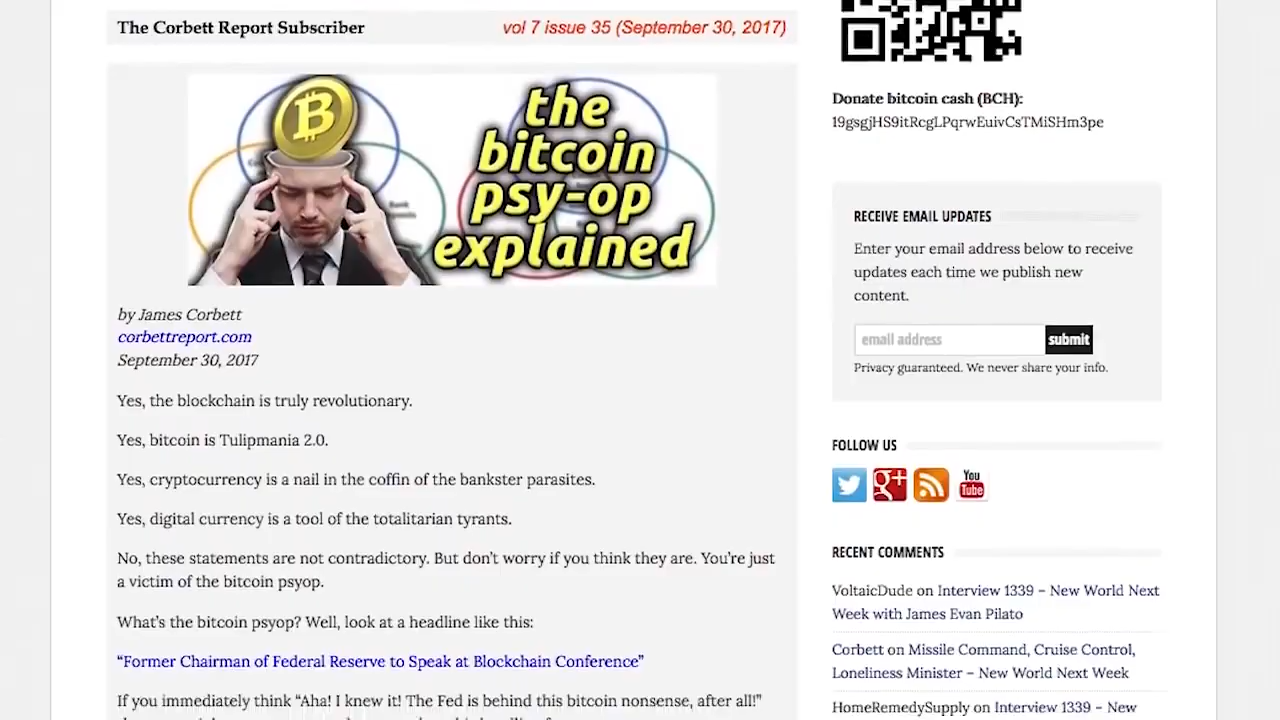 The Corbett Report Subscriber
vol 7 issue 35 (September 30, 2017)
the
bitcoin
psy-op
explained
by James Corbett
corbettreport.com
September 30, 2017
Yes, the blockchain is truly revolutionary.
Yes, bitcoin is Tulipmania 2.0.
Yes, cryptocurrency is a nail in the coffin of the bankster parasites.
Yes, digital currency is a tool of the totalitarian tyrants.
No, these statements are not contradictory. But don’t worry if you think they are. You’re just
a victim of the bitcoin psyop.
What’s the bitcoin psyop? Well, look at a headline like this:
“Former Chairman of Federal Reserve to Speak at Blockchain Conference”
If you immediately think “Aha! I knew it! The Fed is behind this bitcoin nonsense, after all!”
Donate bitcoin cash (BCH):
19gsgjHS9itRcgLPqrwEuivCsTMiSHm3pe
RECEIVE EMAIL UPDATES
Enter your email address below to receive
updates each time we publish new
content.
email address
submit
Privacy guaranteed. We never share your info.
FOLLOW US
g+
You
Tube
RECENT COMMENTS
VoltaicDude on Interview 1339 – New World Next
Week with James Evan Pilato
Corbett on Missile Command, Cruise Control,
Loneliness Minister – New World Next Week
HomeRemedySupply on Interview 1339 – New